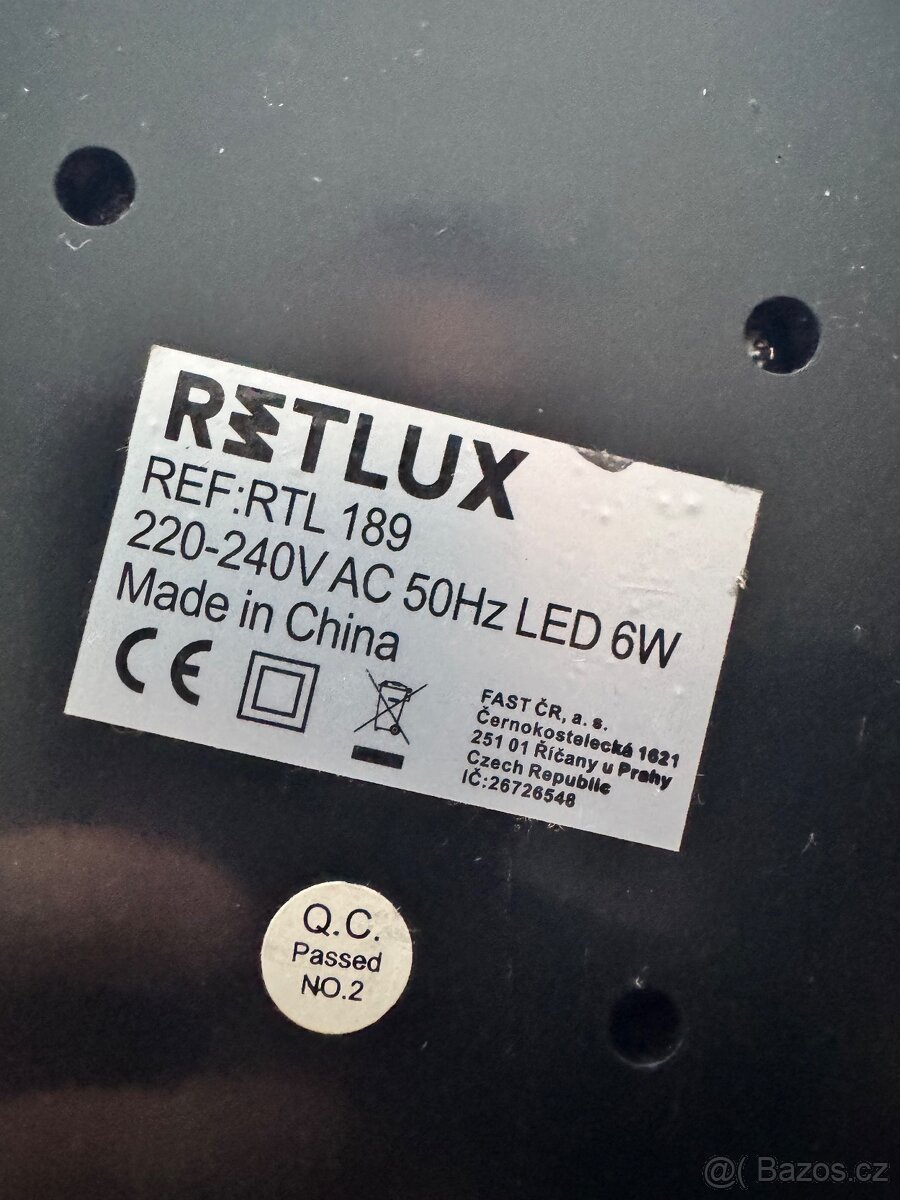 RETLUX
REF:RTL 189
220-240V AC 50Hz LED 6W
Made in China
CE
FAST ČR, a. s.
Černokostelecká 1621
251 01 Říčany u Prahy
Czech Republic
IČ:26726548
Q.C.
Passed
NO.2
@( Bazos.cz